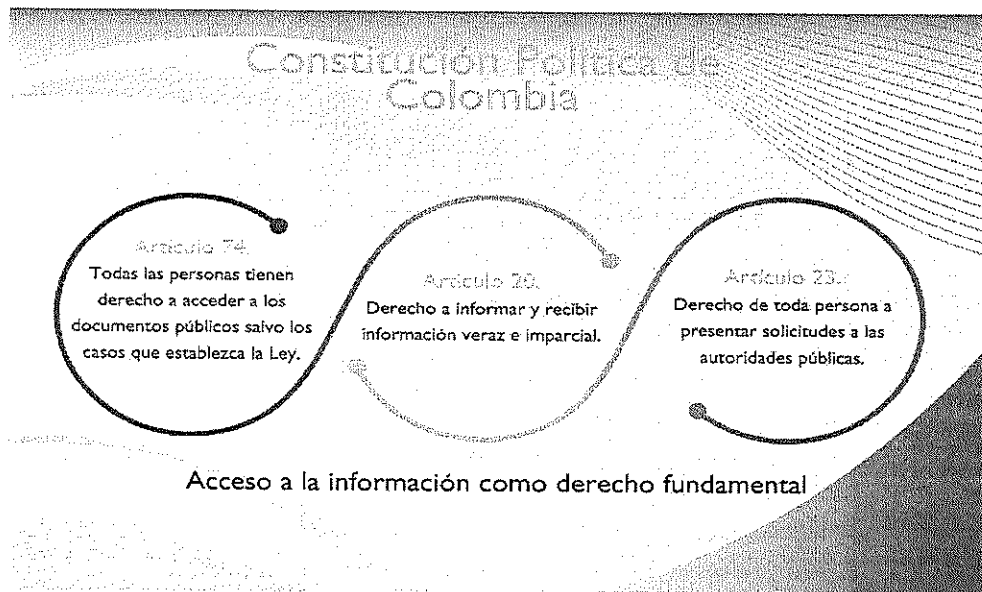 Constitución Política de
Colombia
Artículo 74.
Todas las personas tienen
derecho a acceder a los
documentos públicos salvo los
casos que establezca la Ley.
Artículo 20.
Derecho a informar y recibir
información veraz e imparcial.
Artículo 23.
Derecho de toda persona a
presentar solicitudes a las
autoridades públicas.
Acceso a la información como derecho fundamental